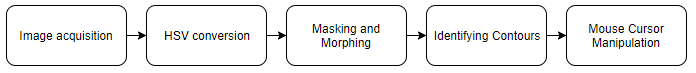 Image acquisition
HSV conversion
Masking and
Morphing
Identifying Contours
Mouse Cursor
Manipulation